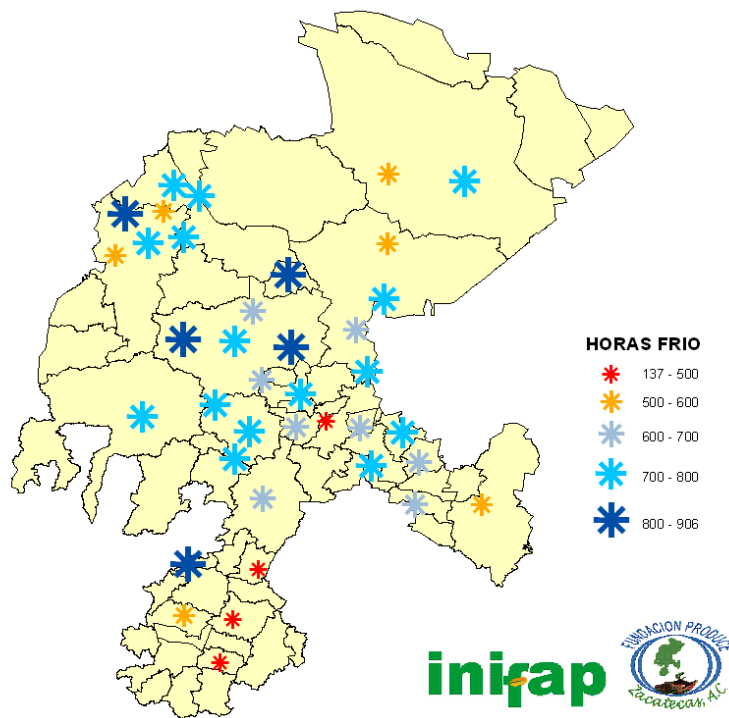 HORAS FRIO
137 - 500
500 - 600
600 - 700
700 - 800
800 - 906
inifap
FUNDACION PRODUCE
Zacatecas, A.C.